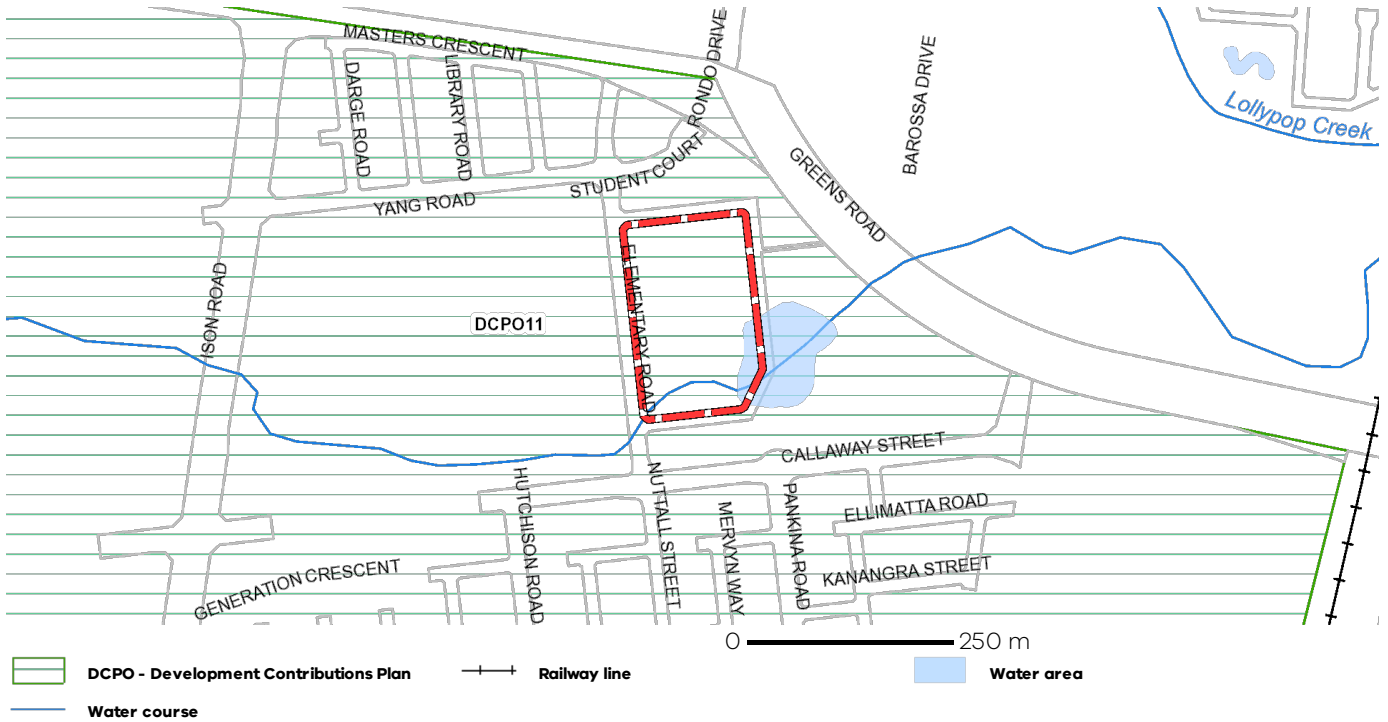 MASTERS CRESCENT
DARGE ROAD
LIBRARY ROAD
RONDO DRIVE
BAROSSA DRIVE
Lollypop Creek
STUDENT COURT
GREENS ROAD
YANG ROAD
ISON ROAD
ELEMENTARY ROAD
DCPO11
CALLAWAY STREET
HUTCHISON ROAD
NUTTALL STREET
MERVYN WAY
PANKINA ROAD
ELLIMATTA ROAD
KANANGRA STREET
GENERATION CRESCENT
0 250 m
DCPO - Development Contributions Plan
Railway line
Water area
Water course